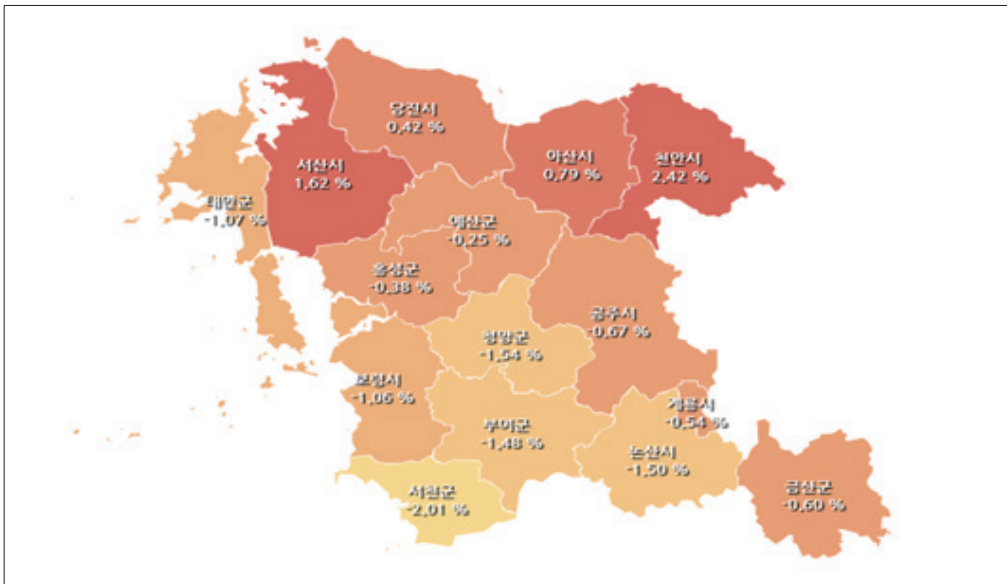 당진시
0.42 %
서산시
1.62 %
아산시
0.79 %
천안시
2.42 %
태안군
-1.07 %
예산군
-0.25 %
홍성군
-0.38 %
공주시
-0.67 %
청양군
-1.54 %
보령시
-1.06 %
부여군
-1.48 %
계룡시
-0.54 %
논산시
-1.50 %
서천군
-2.01 %
금산군
-0.60 %